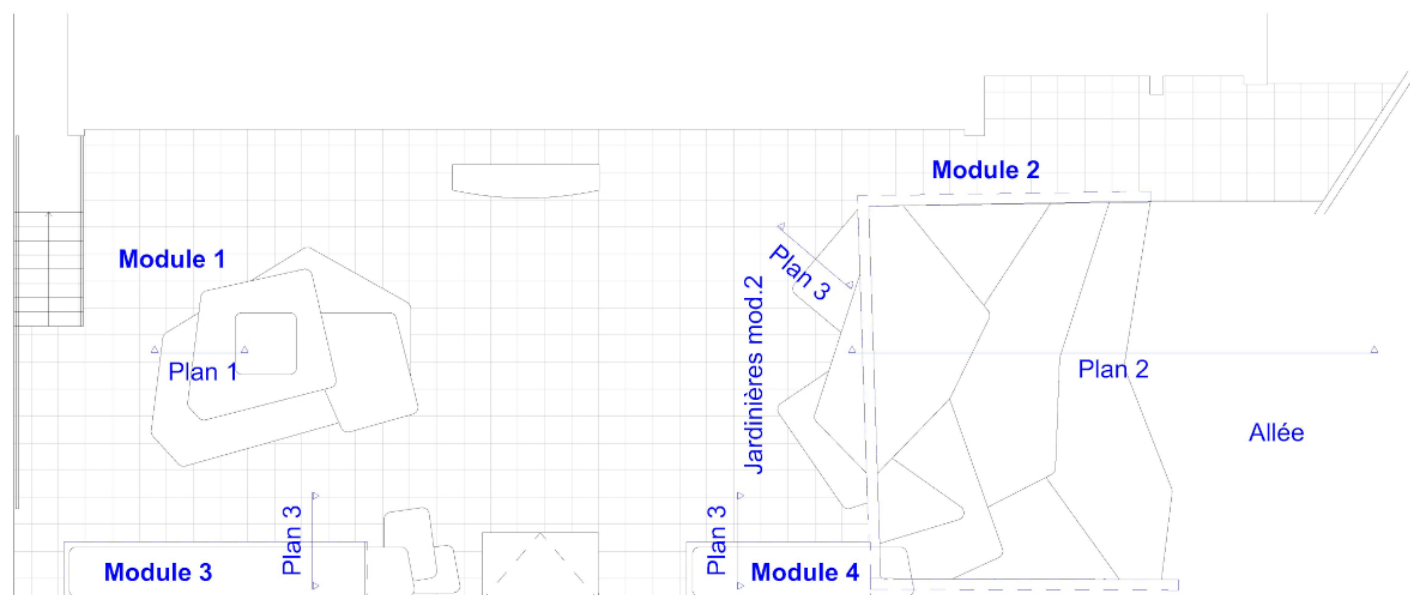 Module 2
Module 1
Plan 3
Jardinières mod.2
Plan 1
Plan 2
Allée
Plan 3
Plan 3
Module 3
Module 4